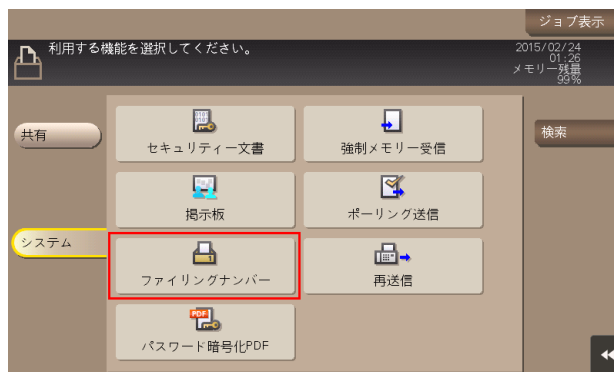 ジョブ表示
利用する機能を選択してください。
2015/02/24
01:26
メモリー残量
99%
共有
システム
セキュリティー文書
強制メモリー受信
掲示板
ポーリング送信
ファイリングナンバー
再送信
PDF
パスワード暗号化PDF
検索